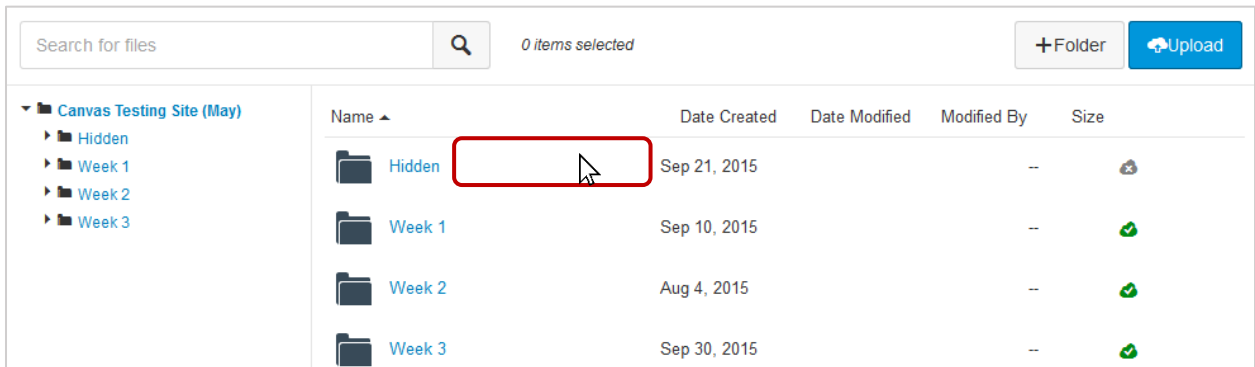 Search for files 0 items selected +Folder Upload
Canvas Testing Site (May)
Hidden
Week 1
Week 2
Week 3
Name Date Created Date Modified Modified By Size
Hidden Sep 21, 2015 --
Week 1 Sep 10, 2015 --
Week 2 Aug 4, 2015 --
Week 3 Sep 30, 2015 --